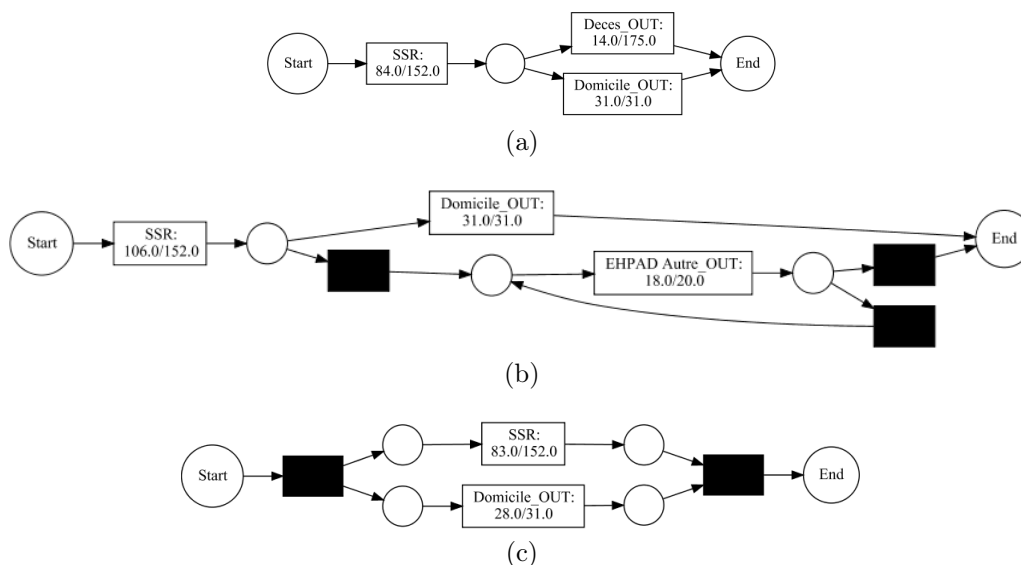 Start
SSR:
84.0/152.0
Deces_OUT:
14.0/175.0
Domicile_OUT:
31.0/31.0
End
(a)
Start
SSR:
106.0/152.0
Domicile_OUT:
31.0/31.0
EHPAD Autre_OUT:
18.0/20.0
End
(b)
Start
SSR:
83.0/152.0
Domicile_OUT:
28.0/31.0
End
(c)